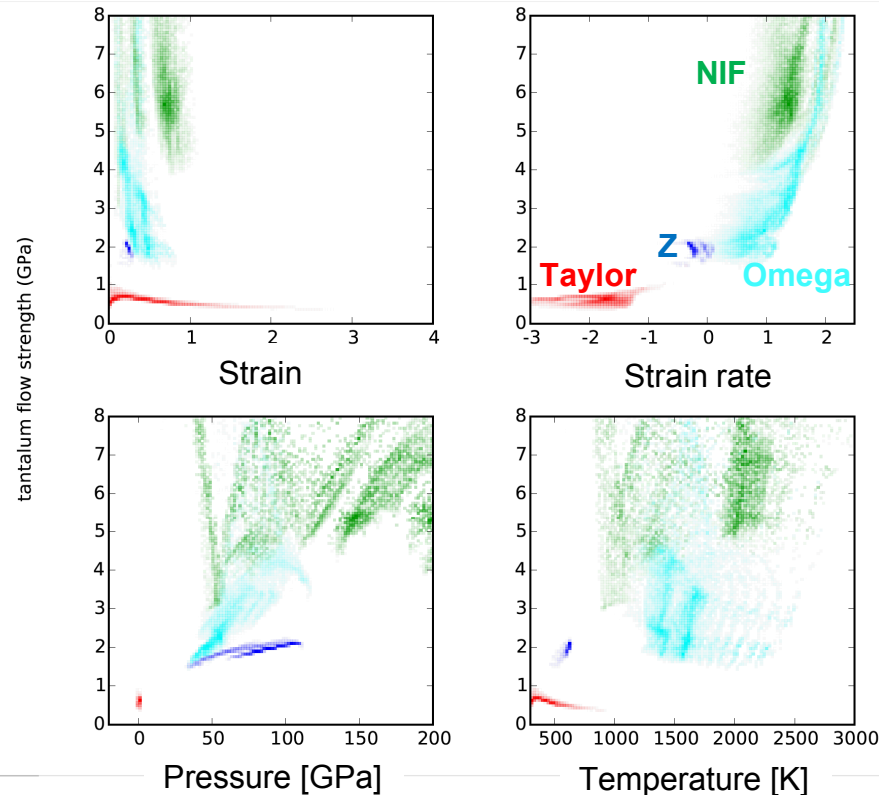 tantalum flow strength (GPa)
8
7
6
5
4
3
2
1
0
0 1 2 3 4
Strain
8
7
6
5
4
3
2
1
0
NIF
Z
Taylor
Omega
-3 -2 -1 0 1 2
Strain rate
8
7
6
5
4
3
2
1
0
0 50 100 150 200
Pressure [GPa]
8
7
6
5
4
3
2
1
0
500 1000 1500 2000 2500 3000
Temperature [K]